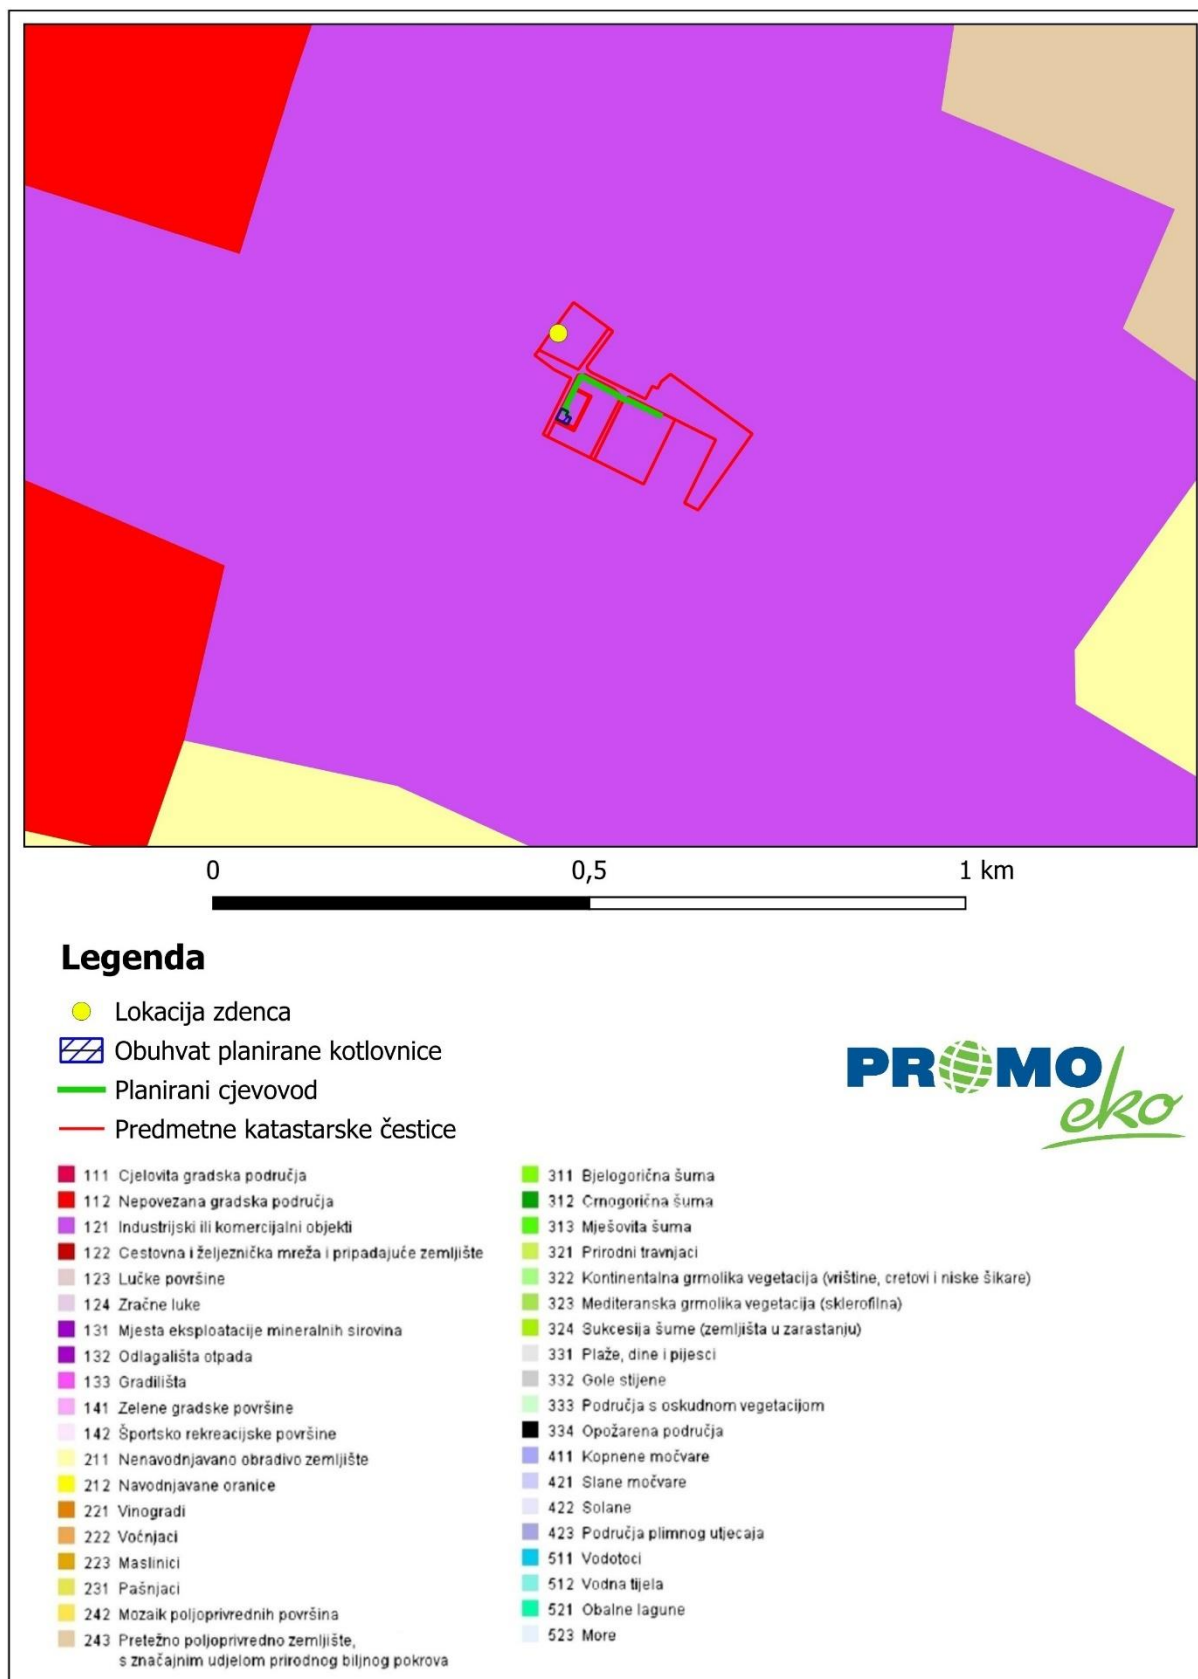 0 0,5 1 km
Legenda
Lokacija zdenca
Obuhvat planirane kotlovnice
Planirani cjevovod
Predmetne katastarske čestice
PROMO
eko
111 Cjelovita gradska područja
112 Nepovezana gradska područja
121 Industrijski ili komercijalni objekti
122 Cestovna i željeznička mreža i pripadajuće zemljište
123 Lučke površine
124 Zračne luke
131 Mjesta eksploatacije mineralnih sirovina
132 Odlagališta otpada
133 Gradilišta
141 Zelene gradske površine
142 Športsko rekreacijske površine
211 Nenavodnjavano obradivo zemljište
212 Navodnjavane oranice
221 Vinogradi
222 Voćnjaci
223 Maslinici
231 Pašnjaci
242 Mozaik poljoprivrednih površina
243 Pretežno poljoprivredno zemljište,
s značajnim udjelom prirodnog biljnog pokrova
311 Bjelogorična šuma
312 Crnogorična šuma
313 Mješovita šuma
321 Prirodni travnjaci
322 Kontinentalna grmolika vegetacija (vrištine, cretovi i niske šikare)
323 Mediteranska grmolika vegetacija (sklerofilna)
324 Sukcesija šume (zemljišta u zarastanju)
331 Plaže, dine i pijesci
332 Gole stijene
333 Područja s oskudnom vegetacijom
334 Opožarena područja
411 Kopnene močvare
421 Slane močvare
422 Solane
423 Područja plimnog utjecaja
511 Vodotoci
512 Vodna tijela
521 Obalne lagune
523 More